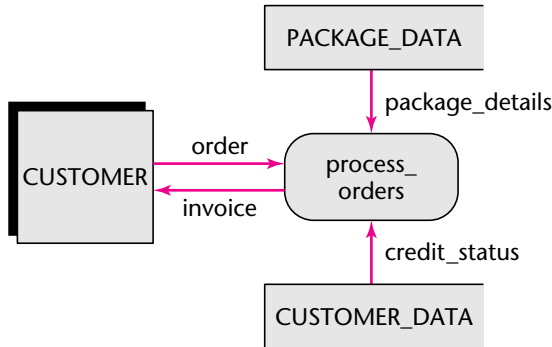 PACKAGE_DATA
package_details
order
CUSTOMER
process_
orders
invoice
credit_status
CUSTOMER_DATA